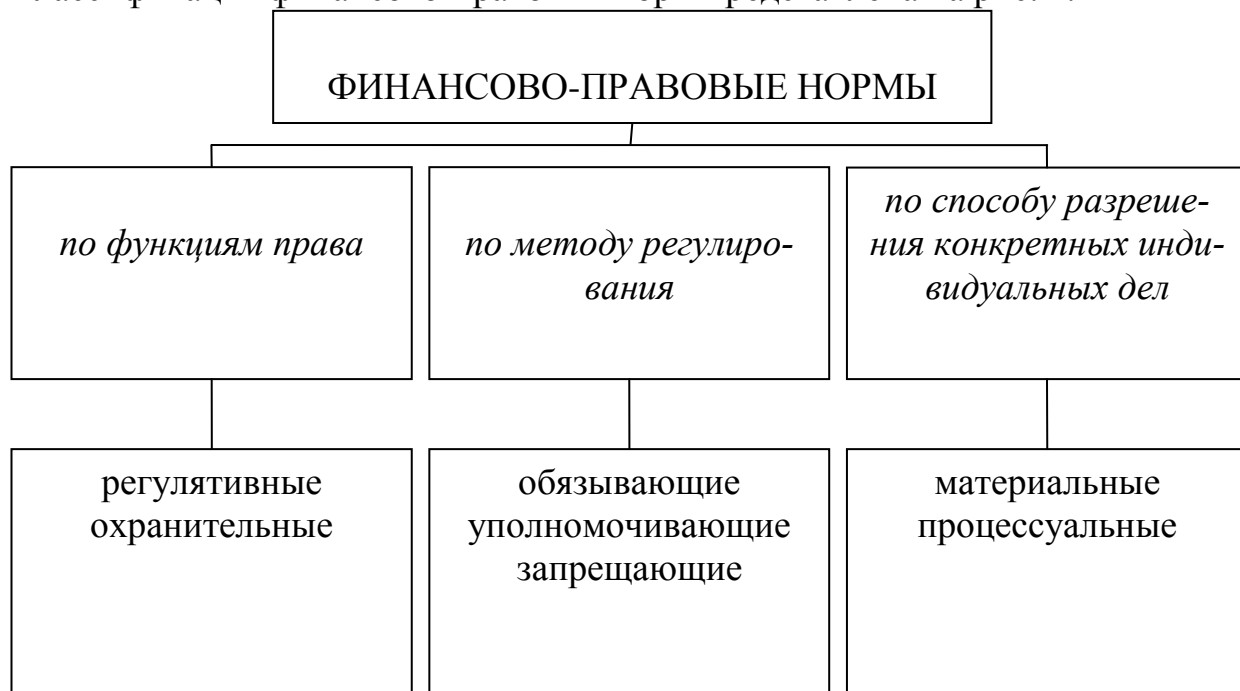 ФИНАНСОВО-ПРАВОВЫЕ НОРМЫ
по функциям права
по методу регулиро-
вания
по способу разреше-
ния конкретных инди-
видуальных дел
регулятивные
охранительные
обязывающие
уполномочивающие
запрещающие
материальные
процессуальные